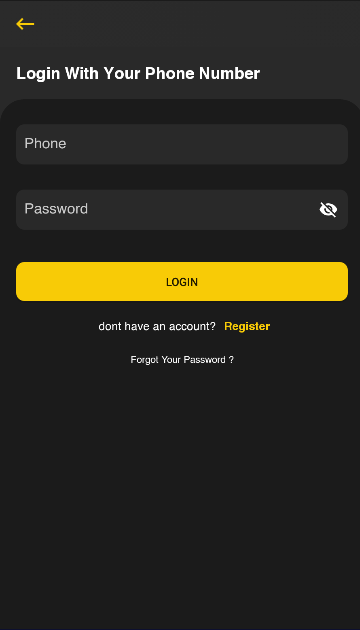 Login With Your Phone Number
Phone
Password
LOGIN
dont have an account? Register
Forgot Your Password ?